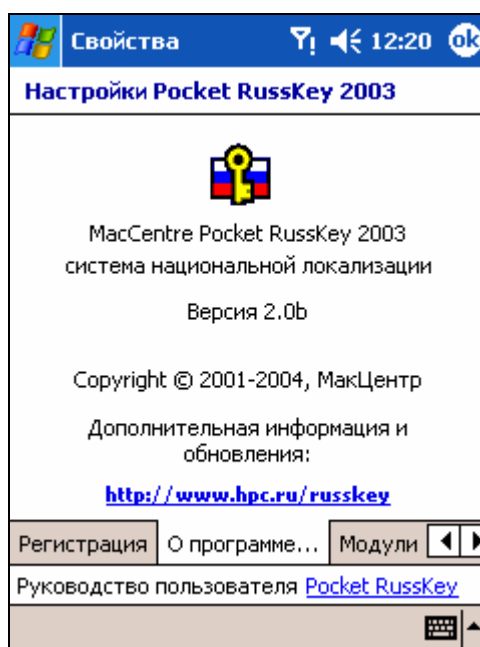 Свойства 12:20 ok
Настройки Pocket RussKey 2003
MacCentre Pocket RussKey 2003
система национальной локализации
Версия 2.0b
Copyright © 2001-2004, МакЦентр
Дополнительная информация и
обновления:
http://www.hpc.ru/russkey
Регистрация О программе... Модули
Руководство пользователя Pocket RussKey